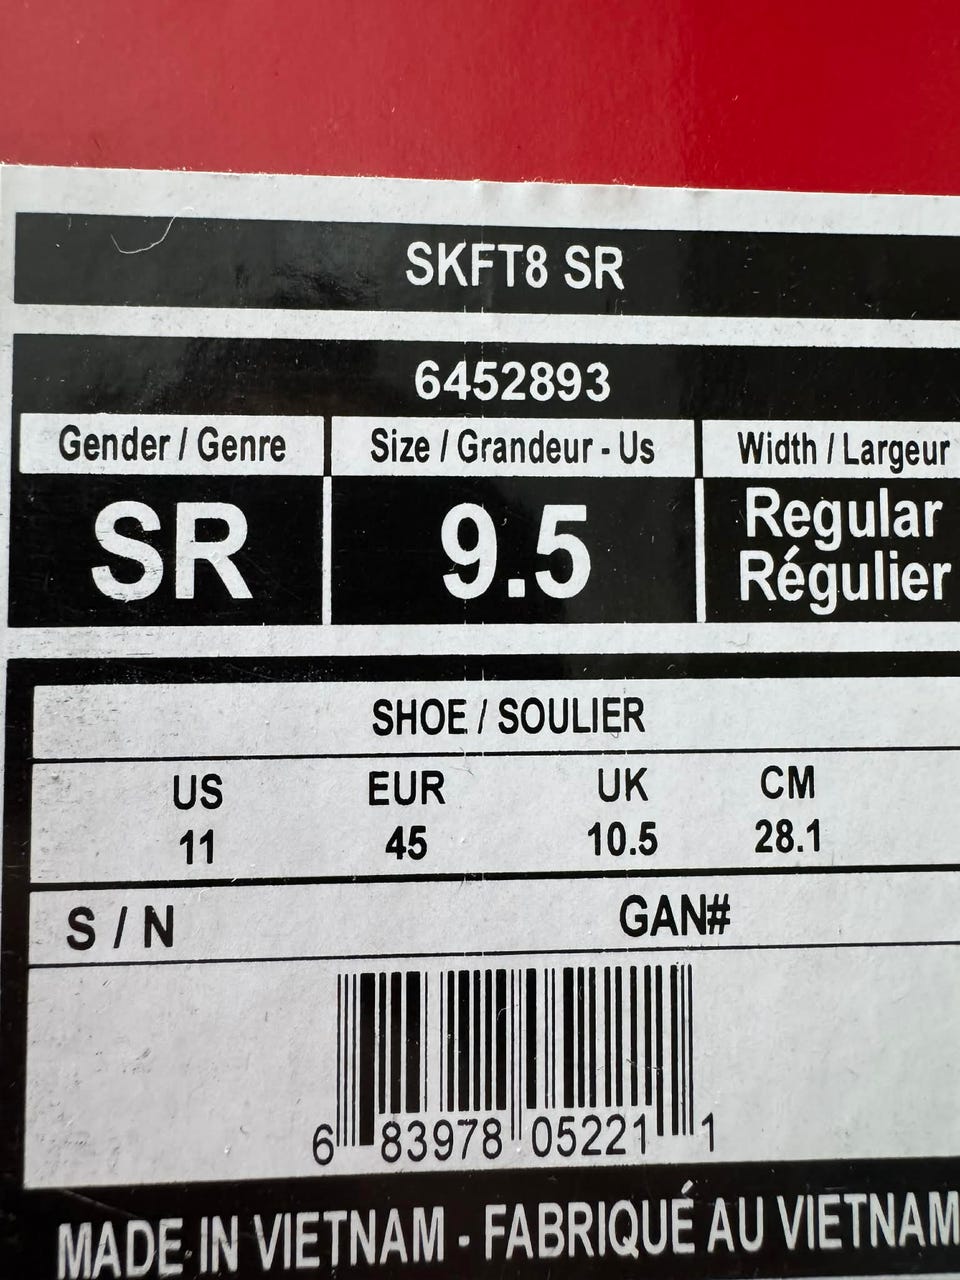 SKFT8 SR
6452893
Gender / Genre Size / Grandeur - Us Width / Largeur
SR 9.5 Regular
Régulier
SHOE / SOULIER
US EUR UK CM
11 45 10.5 28.1
S / N GAN#
6 83978 05221 1
MADE IN VIETNAM - FABRIQUÉ AU VIETNAM